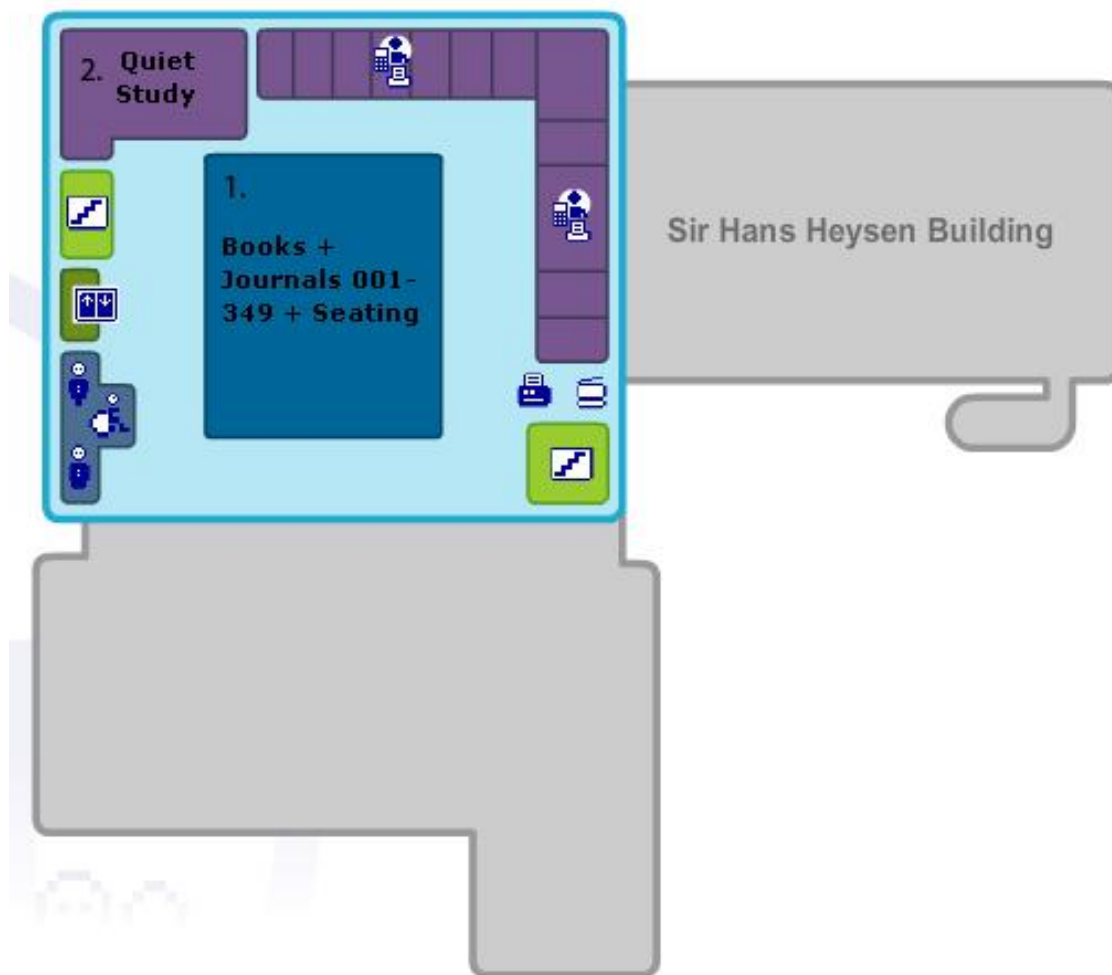 2. Quiet
Study
1.
Books +
Journals 001-
349 + Seating
Sir Hans Heysen Building